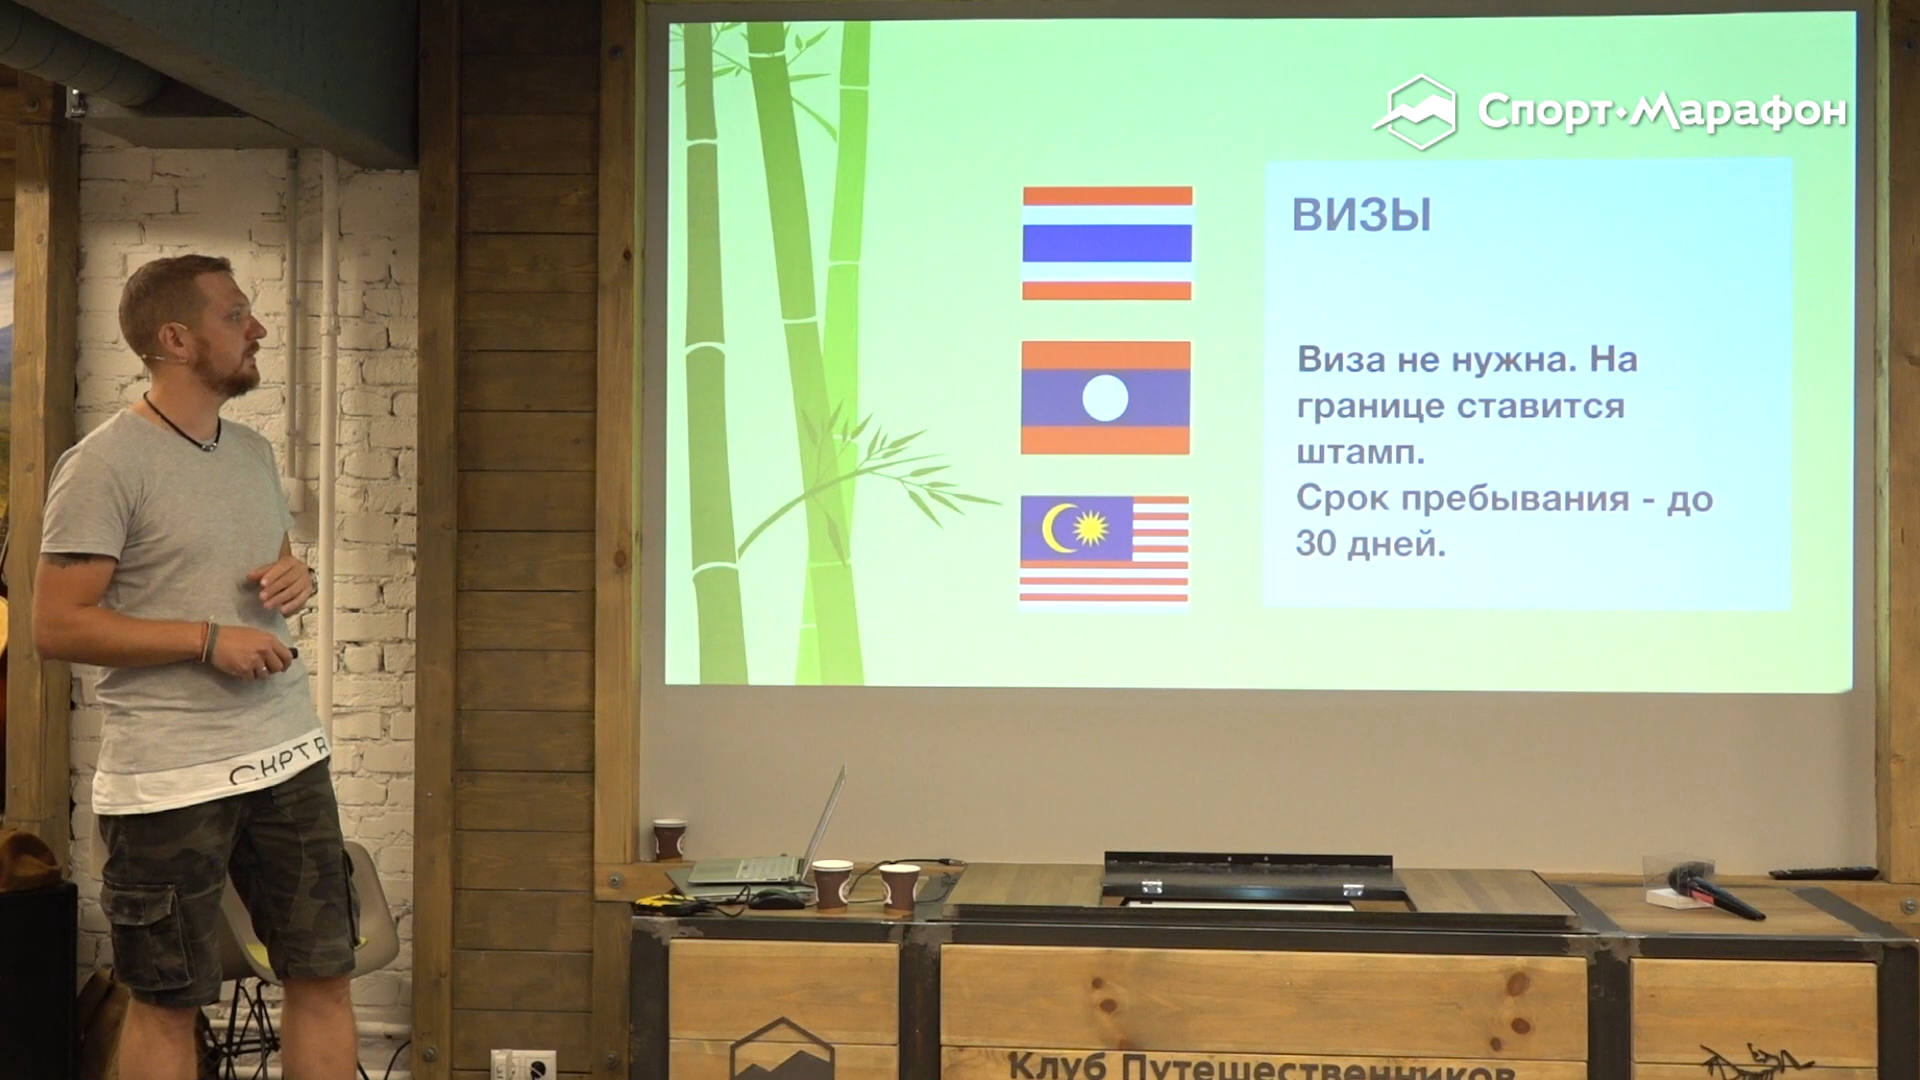 Спорт-Марафон
ВИЗЫ
Виза не нужна. На
границе ставится
штамп.
Срок пребывания - до
30 дней.
Клуб Путешественников